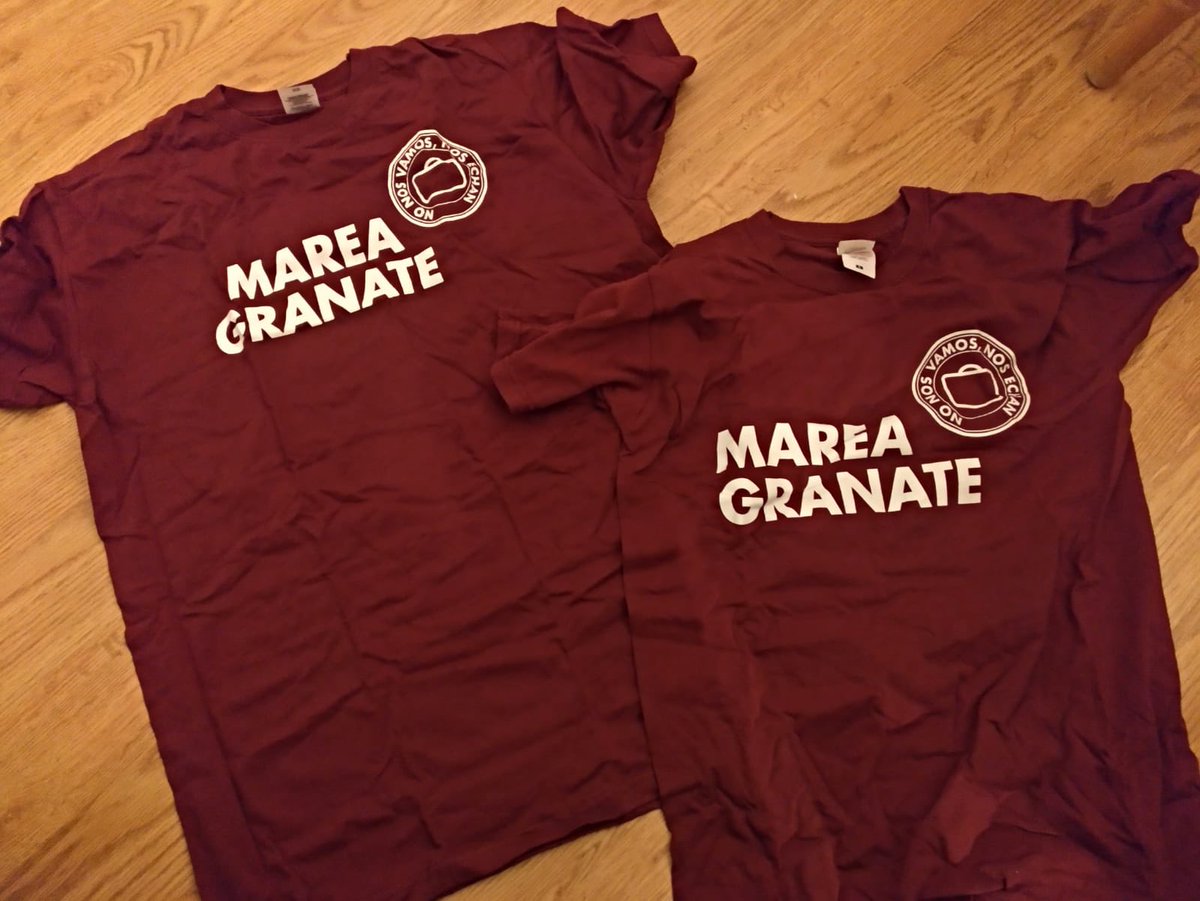 NO NOS VAMOS, NOS ECHAN
MAREA
GRANATE
NO NOS VAMOS, NOS ECHAN
MAREA
GRANATE